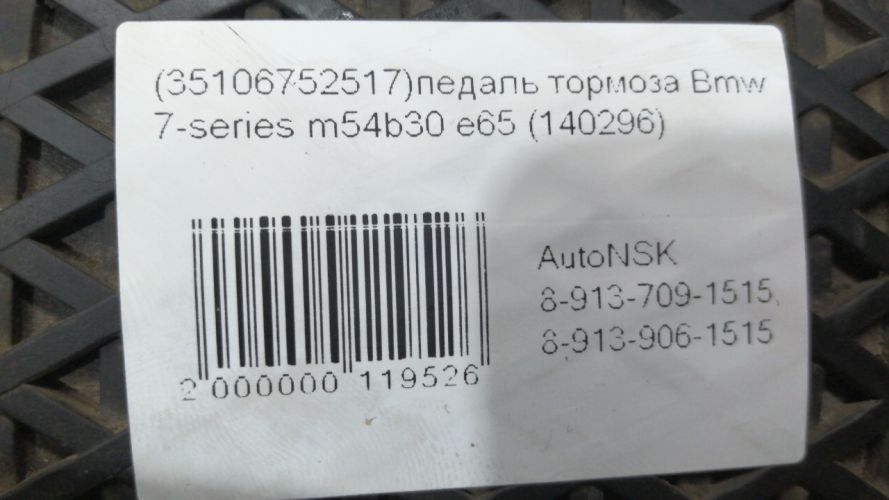 (35106752517)педаль тормоза Bmw
7-series m54b30 e65 (140296)
AutoNSK
8-913-709-1515,
8-913-906-1515
2 000000 119526